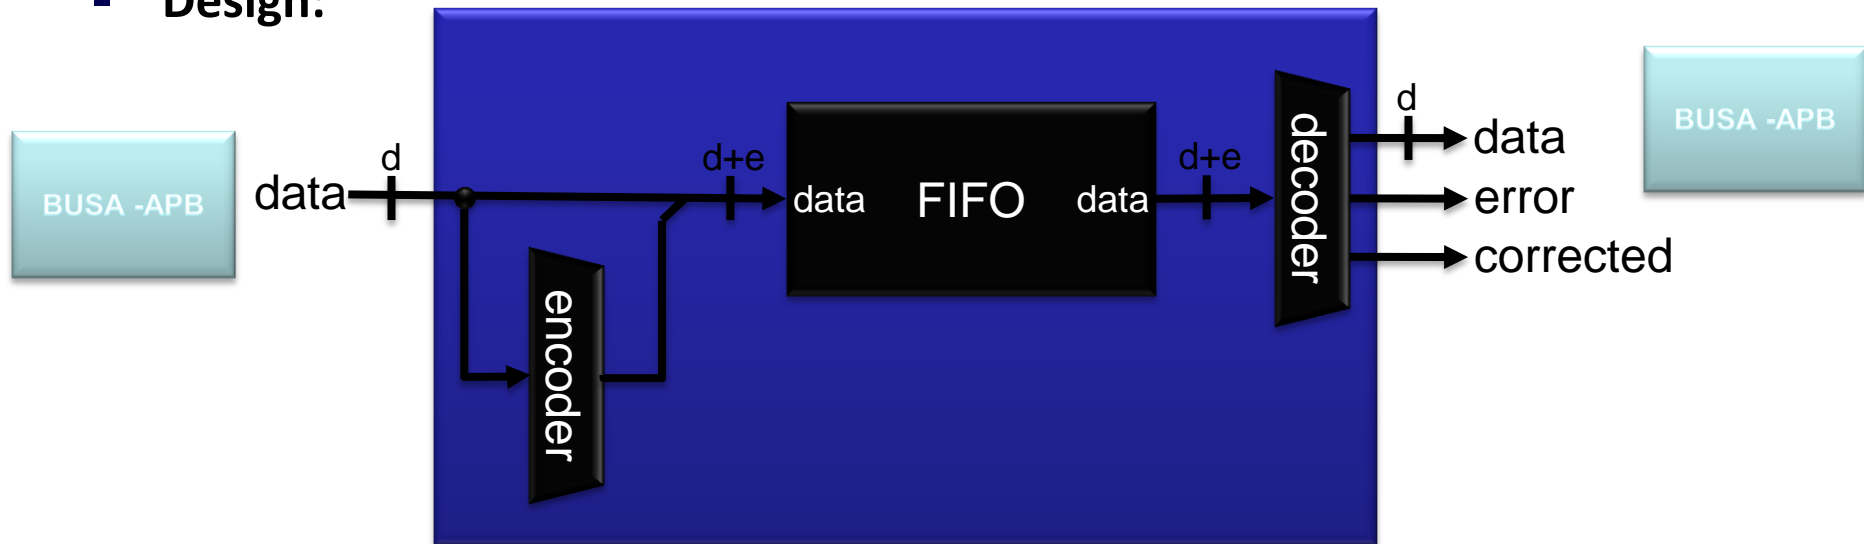 Design:
BUSA -APB
data
d
encoder
d+e
data
FIFO
data
d+e
decoder
d
data
error
corrected
BUSA -APB